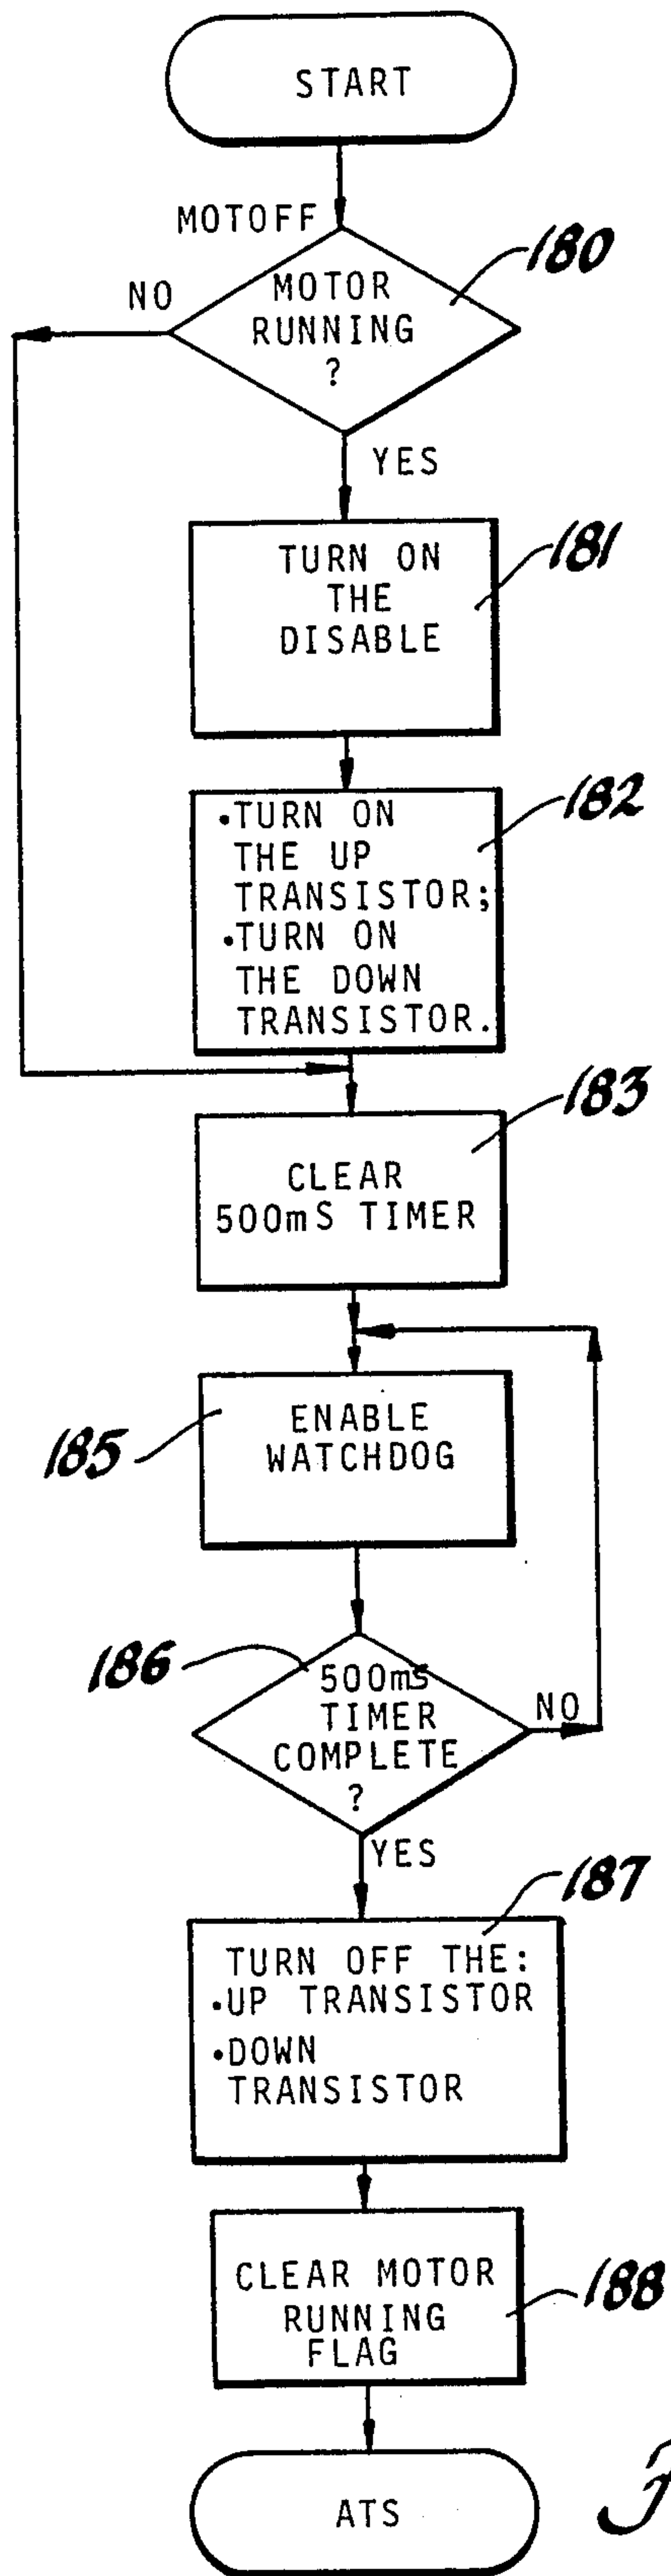 START
MOTOFF
180
NO
MOTOR
RUNNING
?
YES
181
TURN ON
THE
DISABLE
182
•TURN ON
THE UP
TRANSISTOR;
•TURN ON
THE DOWN
TRANSISTOR.
183
CLEAR
500mS TIMER
185
ENABLE
WATCHDOG
186
500mS
TIMER
COMPLETE
?
NO
YES
187
TURN OFF THE:
•UP TRANSISTOR
•DOWN
TRANSISTOR
188
CLEAR MOTOR
RUNNING
FLAG
ATS